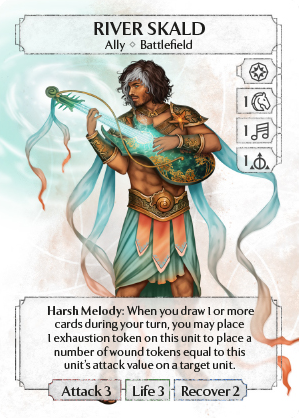 RIVER SKALD
Ally ◇ Battlefield
1
1
1
Harsh Melody: When you draw 1 or more
cards during your turn, you may place
1 exhaustion token on this unit to place a
number of wound tokens equal to this
unit's attack value on a target unit.
Attack 3 Life 3 Recover 2